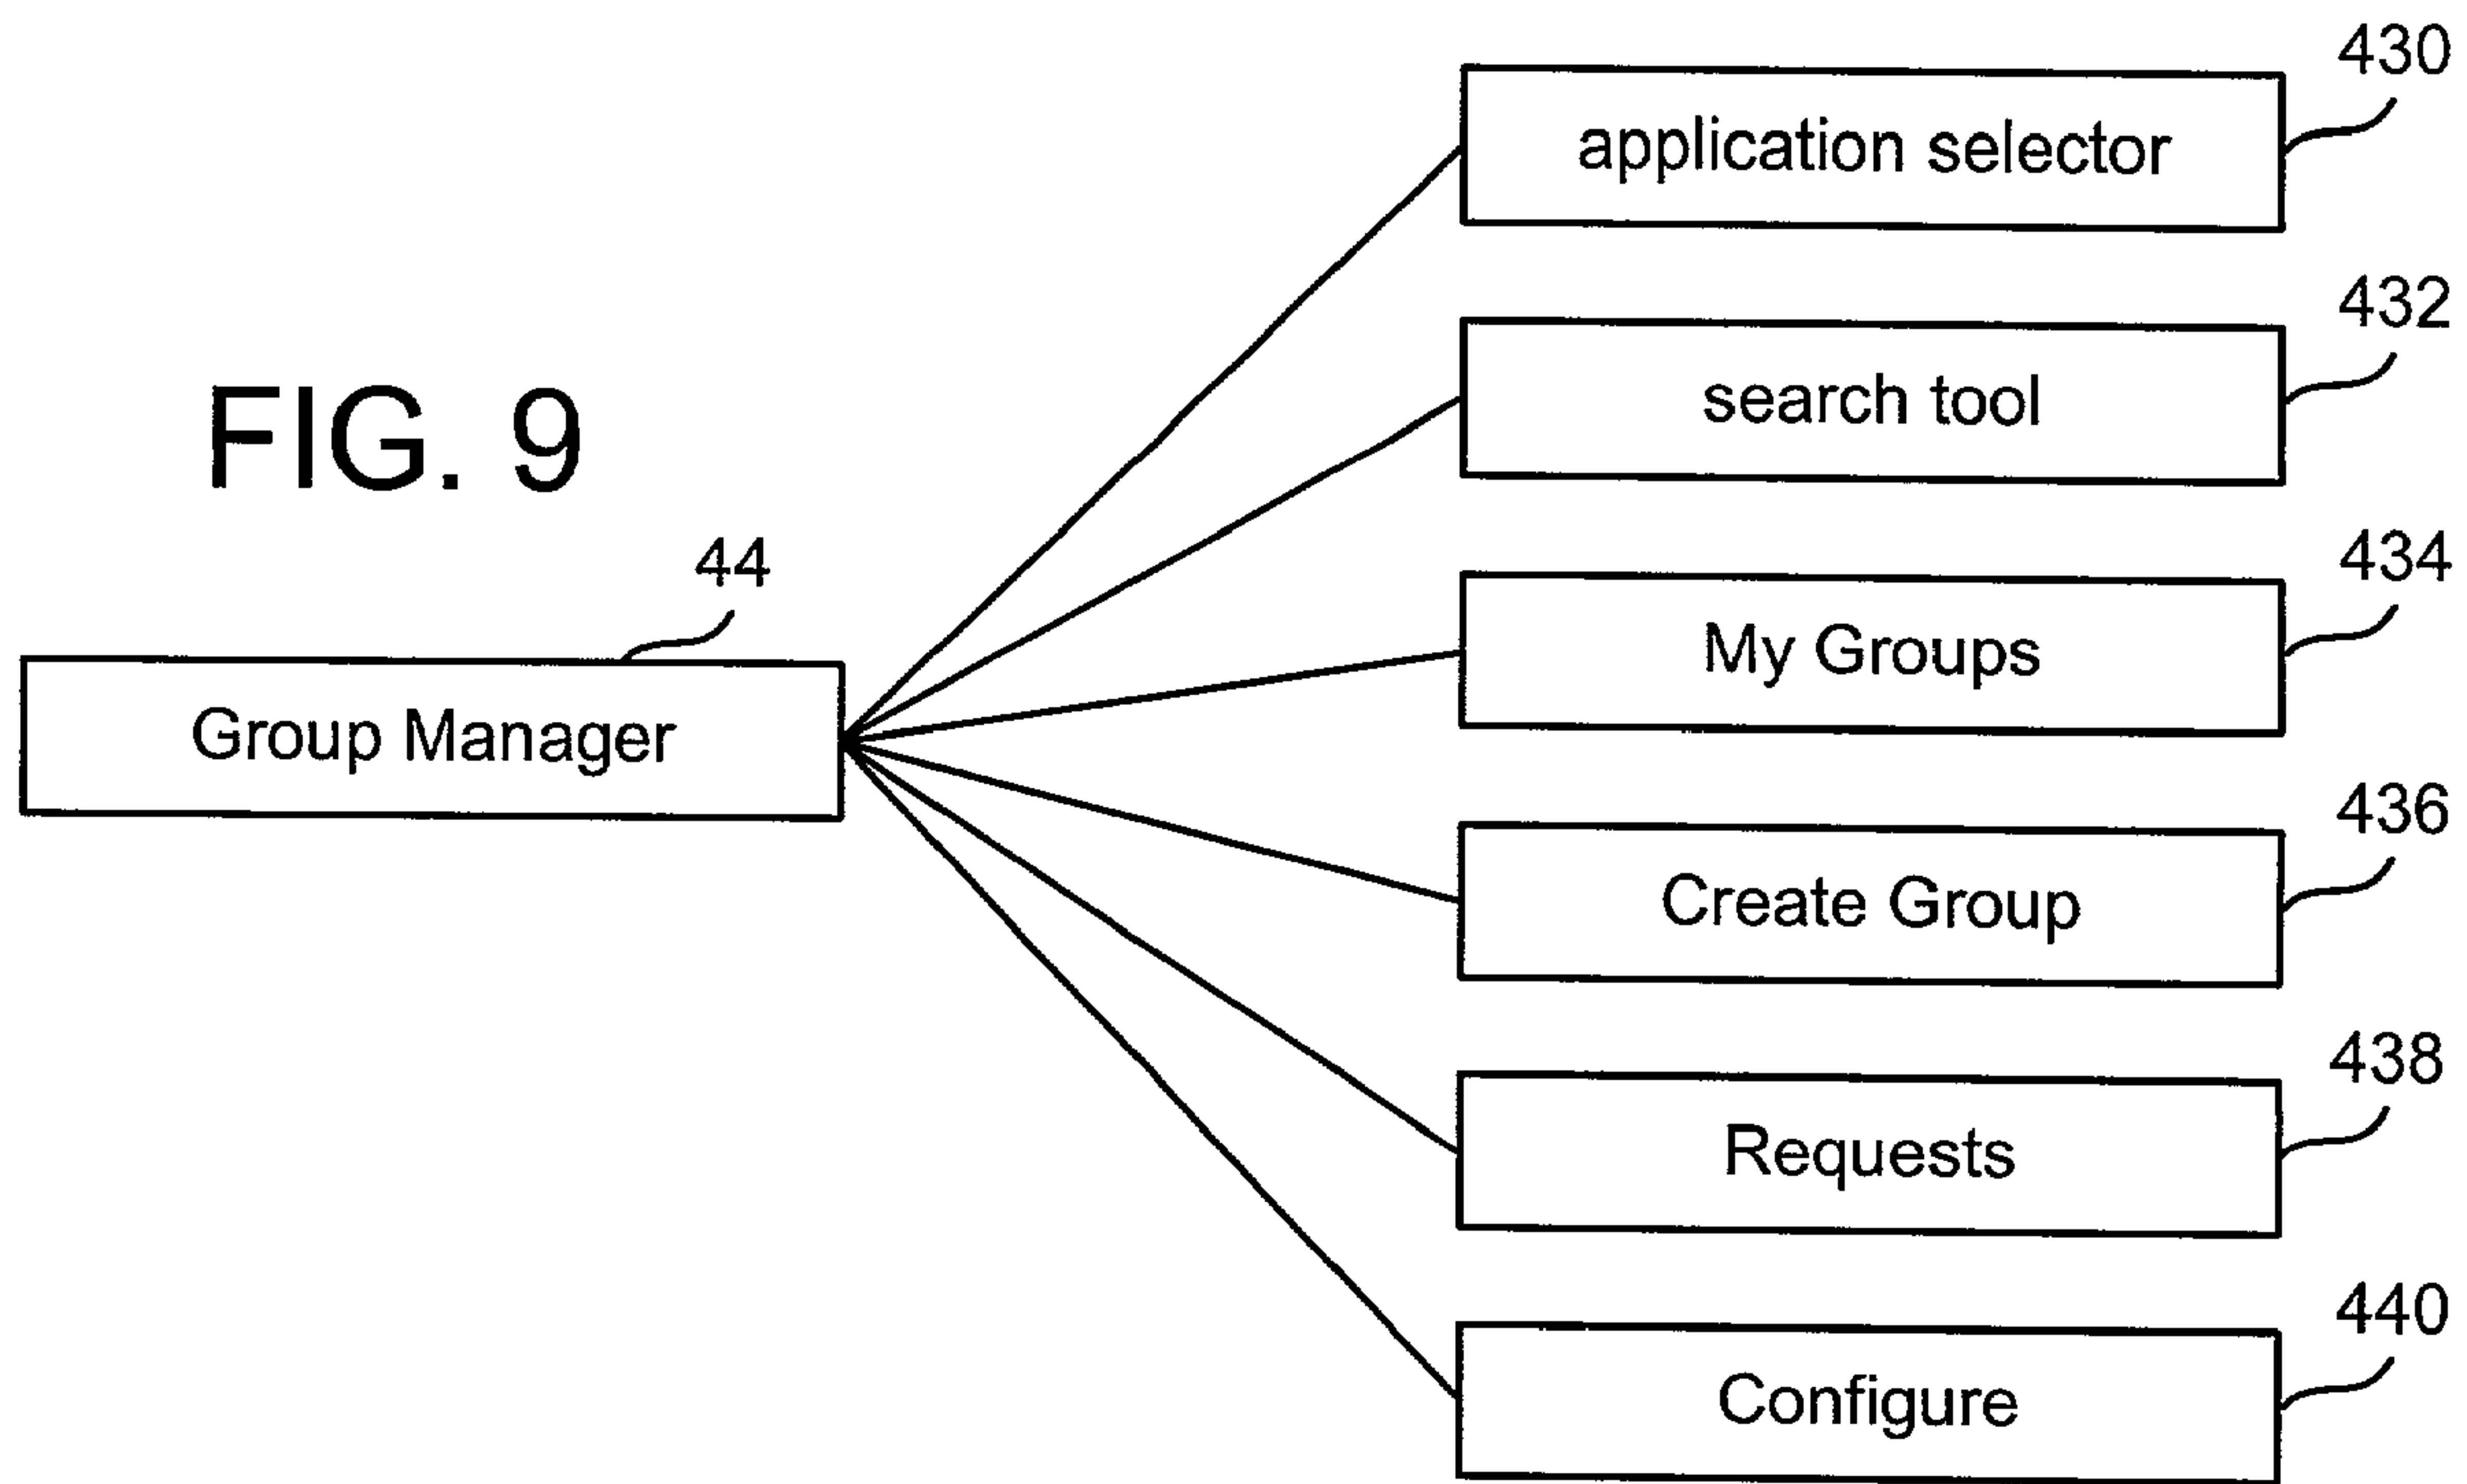 430
application selector
432
search tool
FIG. 9
434
44
My Groups
Group Manager
436
Create Group
438
Requests
440
Configure